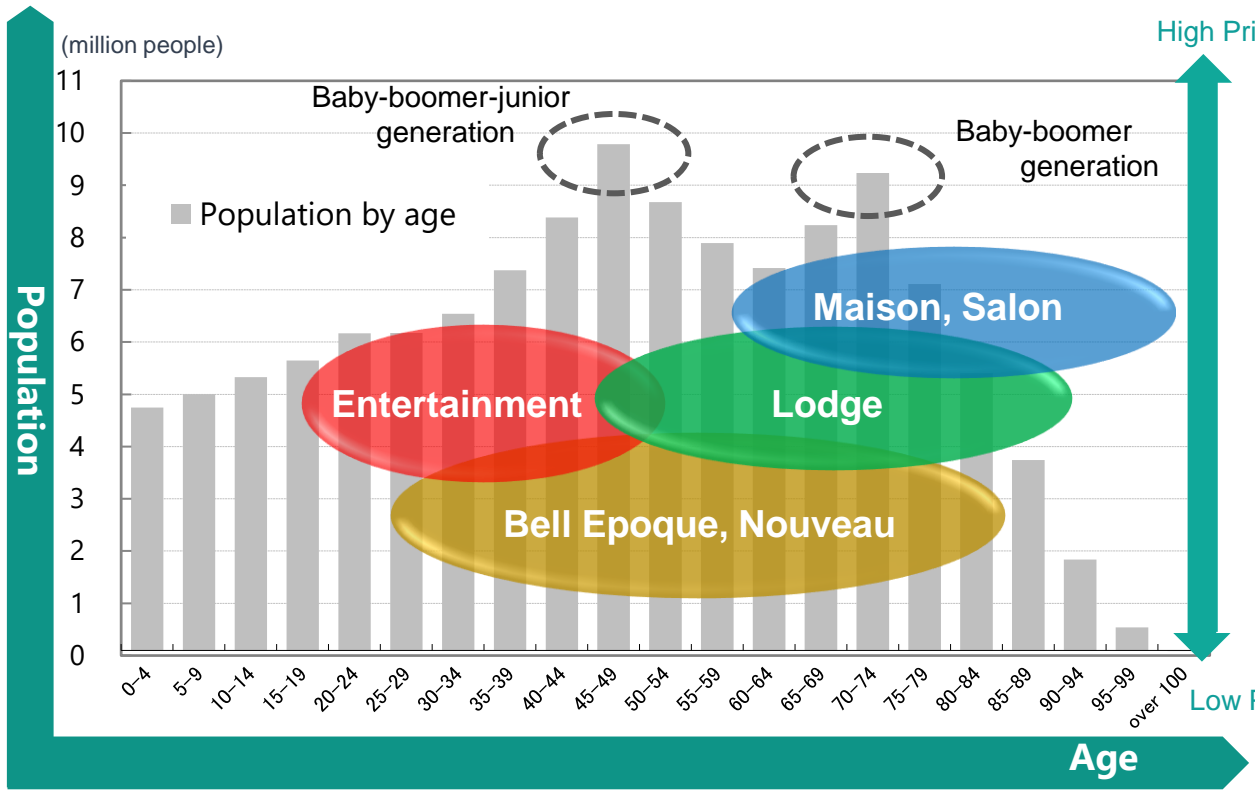 (million people)
High Pri
11
10
9
8
7
6
5
4
3
2
1
0
Baby-boomer-junior
generation
Baby-boomer
generation
Population by age
Population
Maison, Salon
Entertainment
Lodge
Bell Epoque, Nouveau
0–4
5–9
10–14
15–19
20–24
25–29
30–34
35–39
40–44
45–49
50–54
55–59
60–64
65–69
70–74
75–79
80–84
85–89
90–94
95–99
over 100
Low P
Age